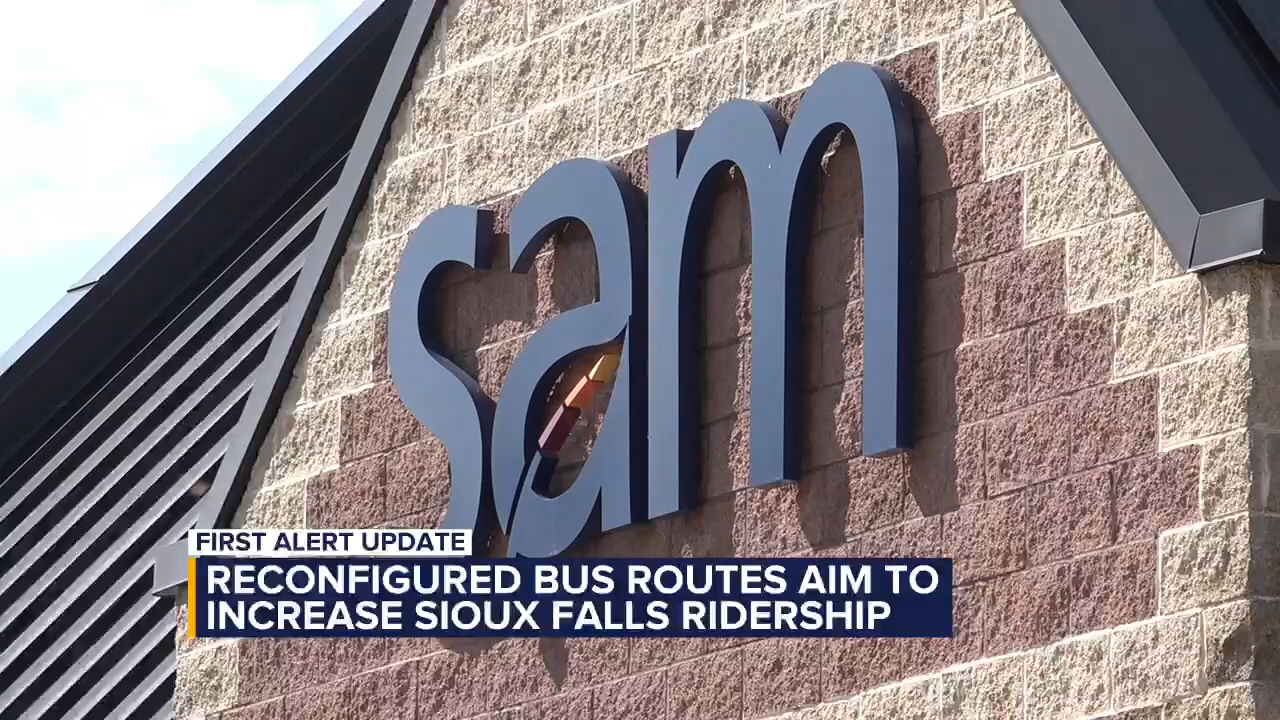 sam
FIRST ALERT UPDATE
RECONFIGURED BUS ROUTES AIM TO
INCREASE SIOUX FALLS RIDERSHIP